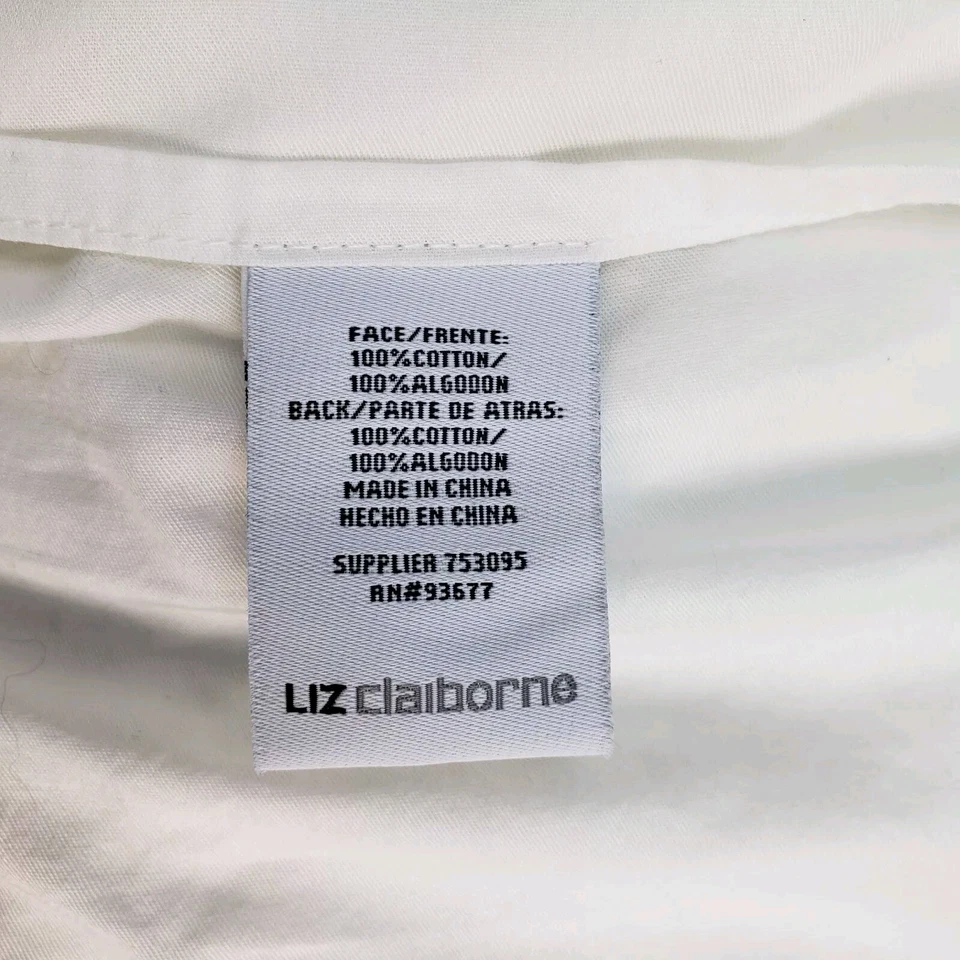 FACE/FRENTE:
100%COTTON/
100%ALGODON
BACK/PARTE DE ATRAS:
100%COTTON/
100%ALGODON
MADE IN CHINA
HECHO EN CHINA
SUPPLIER 753095
RN#93677
LIZ claiborne